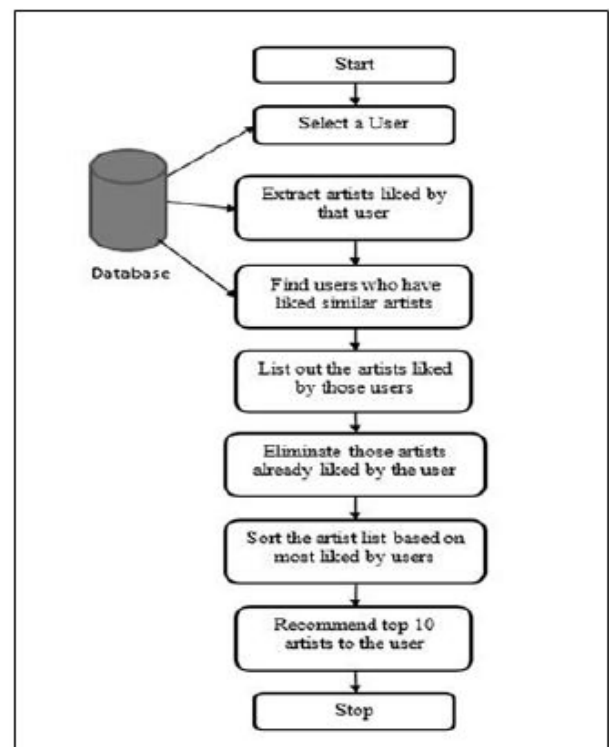 Start
Select a User
Extract artists liked by
that user
Database
Find users who have
liked similar artists
List out the artists liked
by those users
Eliminate those artists
already liked by the user
Sort the artist list based on
most liked by users
Recommend top 10
artists to the user
Stop